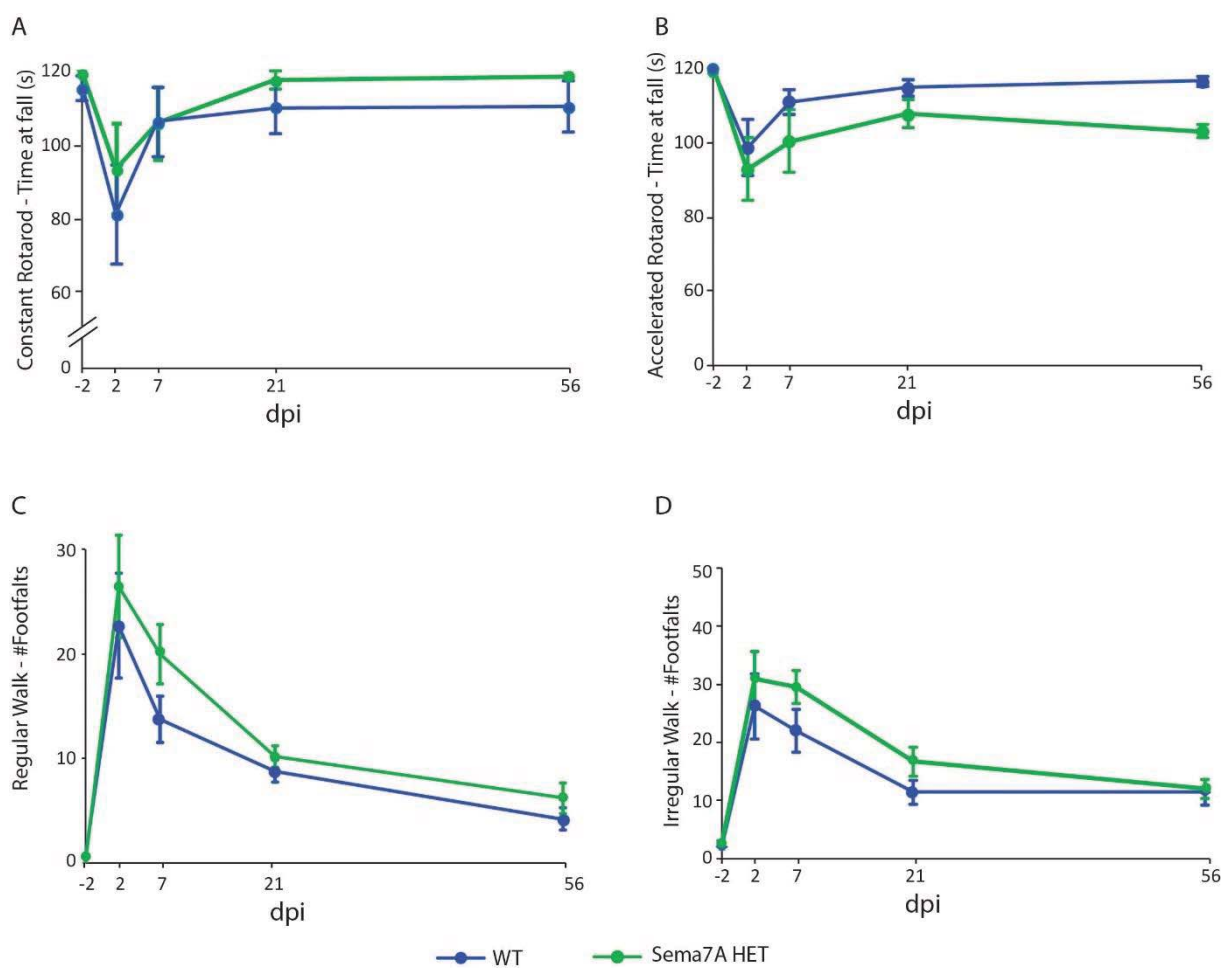 A
Constant Rotarod - Time at fall (s)
120
100
80
60
0
-2 2 7 21 56
dpi
B
Accelerated Rotarod - Time at fall (s)
120
100
80
60
0
-2 2 7 21 56
dpi
C
Regular Walk - #Footfalts
30
20
10
0
-2 2 7 21 56
dpi
D
Irregular Walk - #Footfalts
50
40
30
20
10
0
-2 2 7 21 56
dpi
WT Sema7A HET